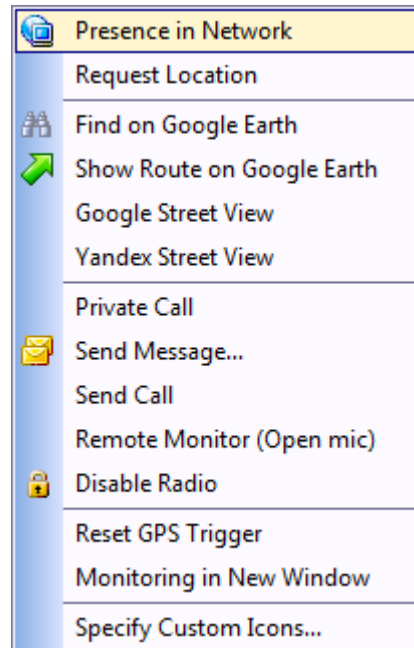 Presence in Network
Request Location
Find on Google Earth
Show Route on Google Earth
Google Street View
Yandex Street View
Private Call
Send Message...
Send Call
Remote Monitor (Open mic)
Disable Radio
Reset GPS Trigger
Monitoring in New Window
Specify Custom Icons...